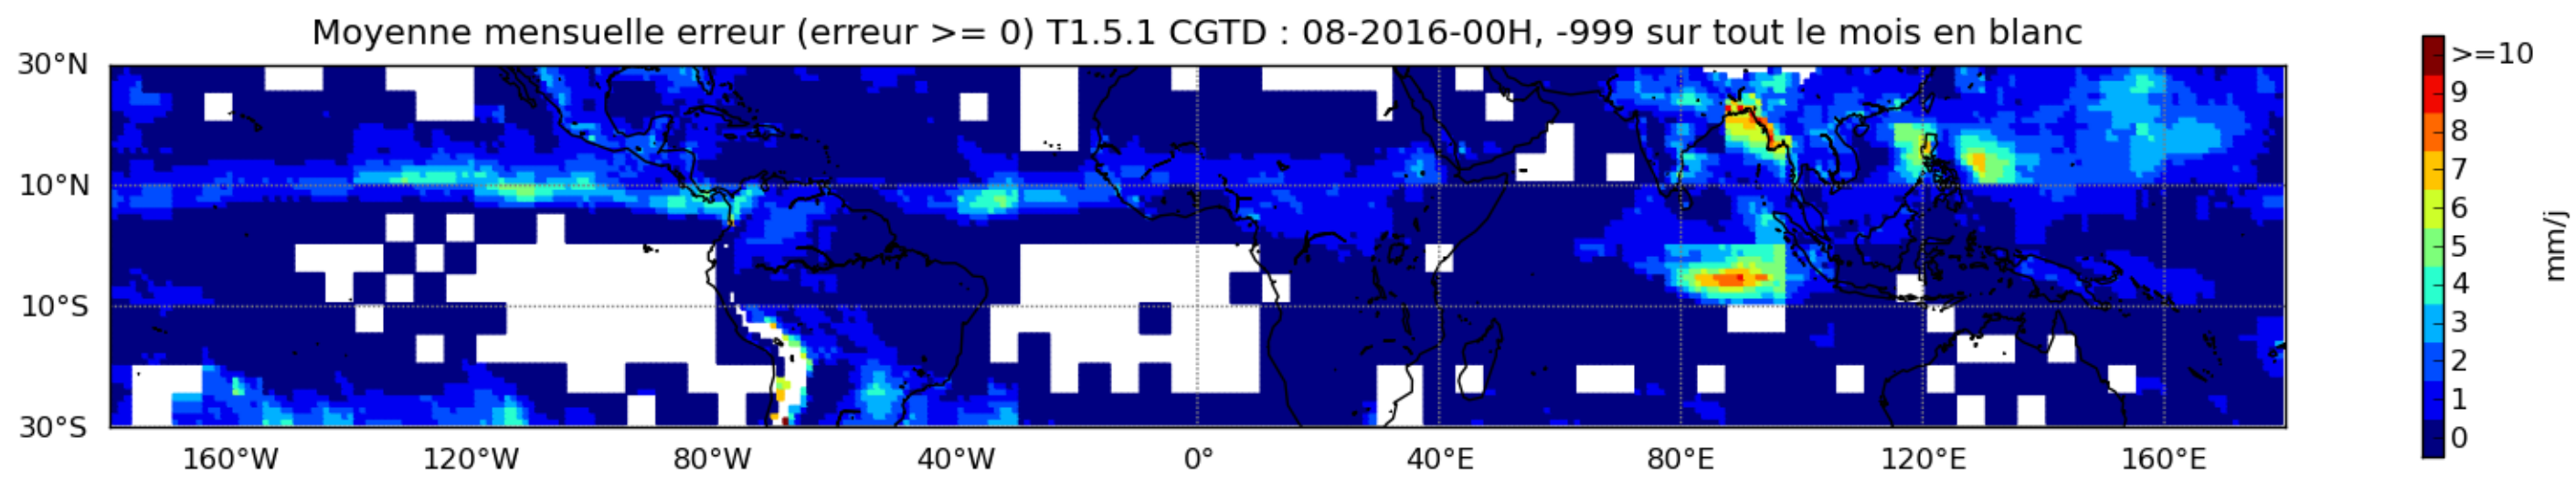 Moyenne mensuelle erreur (erreur >= 0) T1.5.1 CGTD : 08-2016-00H, -999 sur tout le mois en blanc
30°N
10°N
10°S
30°S
160°W 120°W 80°W 40°W 0° 40°E 80°E 120°E 160°E
>=10
9
8
7
6
5
4
3
2
1
0
mm/j